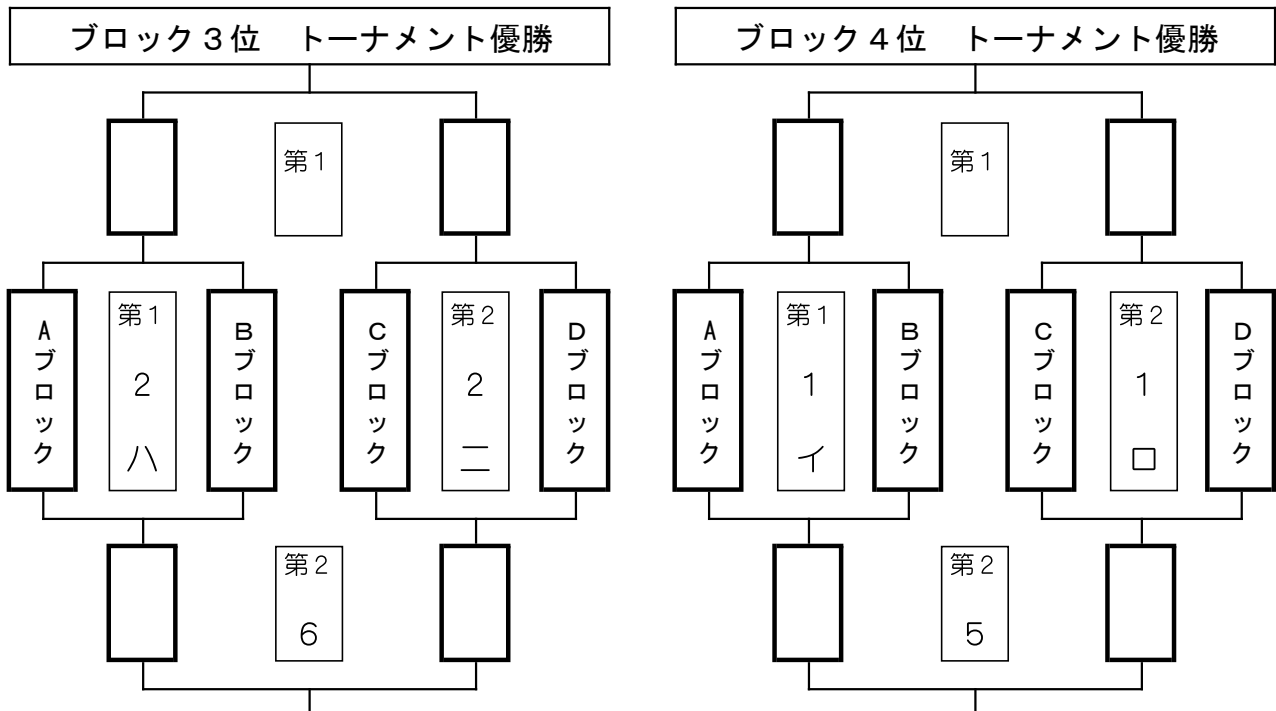 ブロック３位　トーナメント優勝
第１
Aブロック
第１
２
ハ
Bブロック
Cブロック
第２
２
ニ
Dブロック
第２
６
ブロック４位　トーナメント優勝
第１
Aブロック
第１
１
イ
Bブロック
Cブロック
第２
１
ロ
Dブロック
第２
５